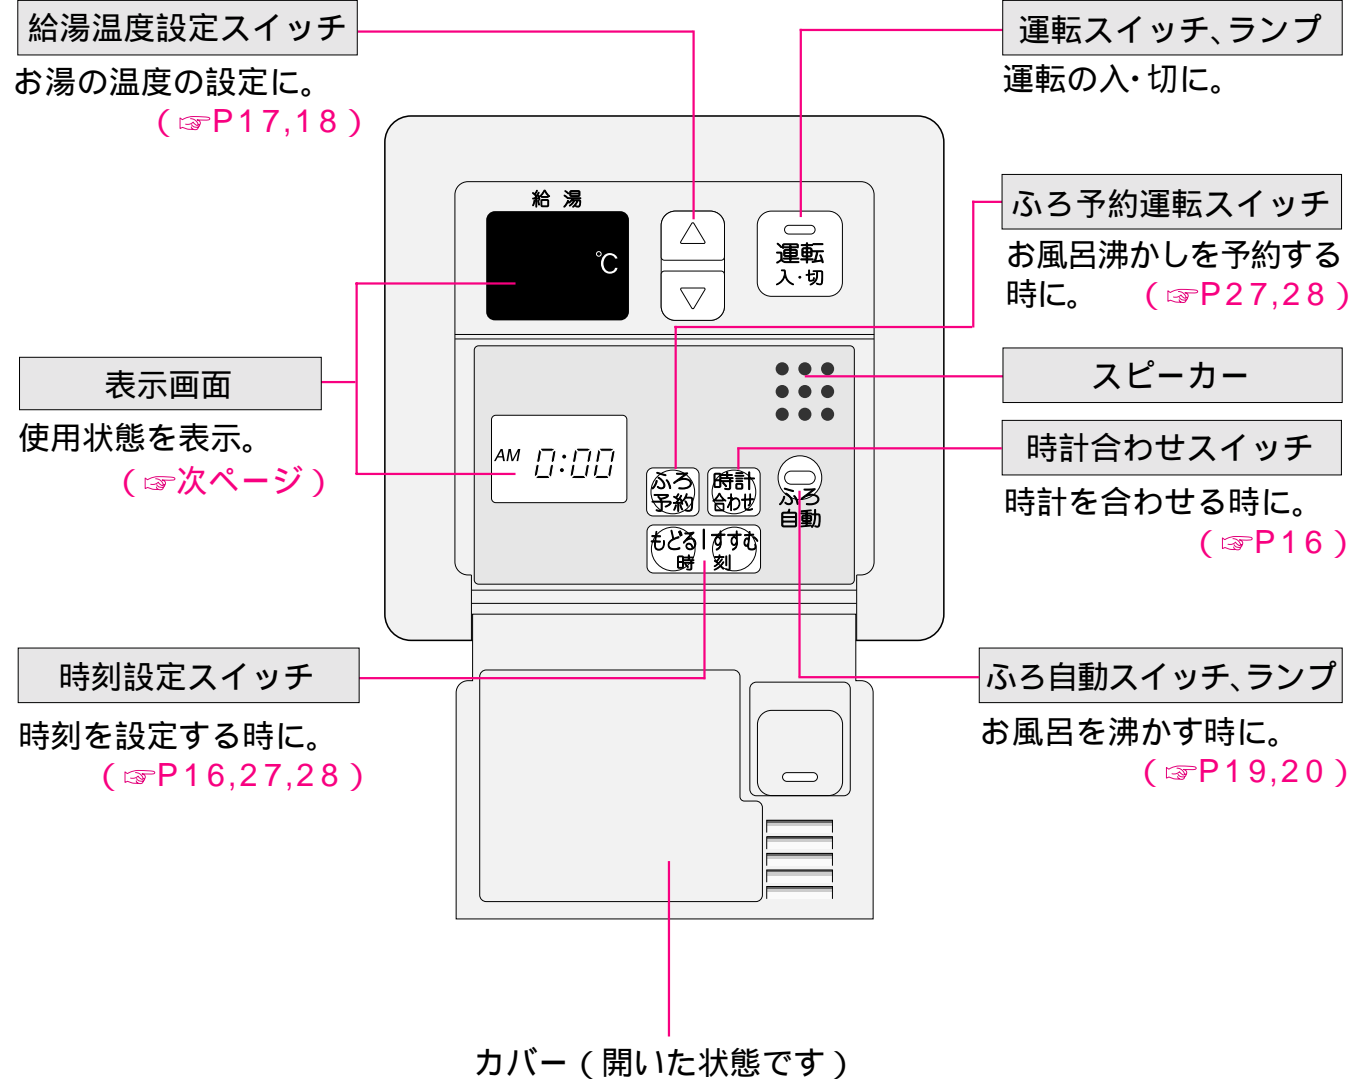 給湯温度設定スイッチ
お湯の温度の設定に。
(☞P17,18)
運転スイッチ、ランプ
運転の入・切に。
給湯
℃
△
▽
運転
入・切
ふろ予約運転スイッチ
お風呂沸かしを予約する
時に。 (☞P27,28)
表示画面
使用状態を表示。
(☞次ページ)
スピーカー
AM 0:00
ふろ
予約
時計
合わせ
ふろ
自動
もどる|すすむ
時 刻
時計合わせスイッチ
時計を合わせる時に。
(☞P16)
時刻設定スイッチ
時刻を設定する時に。
(☞P16,27,28)
ふろ自動スイッチ、ランプ
お風呂を沸かす時に。
(☞P19,20)
カバー(開いた状態です)